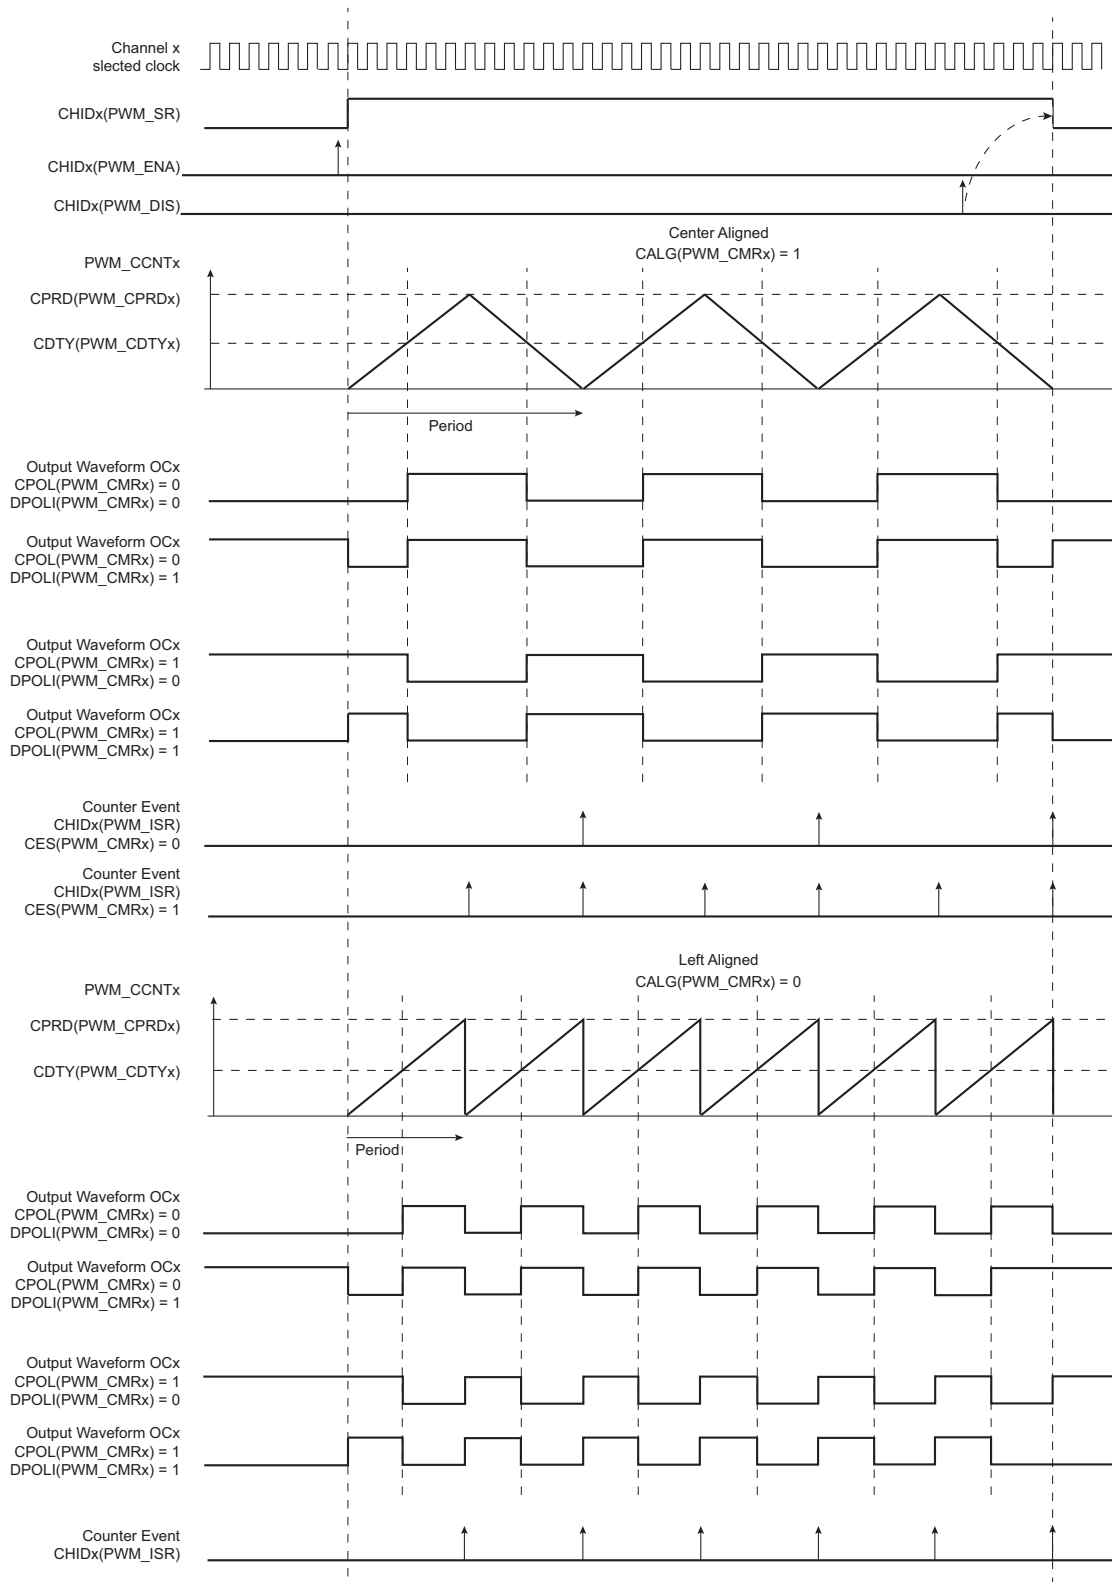 Channel x
slected clock
CHIDx(PWM_SR)
CHIDx(PWM_ENA)
CHIDx(PWM_DIS)
Center Aligned
CALG(PWM_CMRx) = 1
PWM_CCNTx
CPRD(PWM_CPRDx)
CDTY(PWM_CDTYx)
Period
Output Waveform OCx
CPOL(PWM_CMRx) = 0
DPOLI(PWM_CMRx) = 0
Output Waveform OCx
CPOL(PWM_CMRx) = 0
DPOLI(PWM_CMRx) = 1
Output Waveform OCx
CPOL(PWM_CMRx) = 1
DPOLI(PWM_CMRx) = 0
Output Waveform OCx
CPOL(PWM_CMRx) = 1
DPOLI(PWM_CMRx) = 1
Counter Event
CHIDx(PWM_ISR)
CES(PWM_CMRx) = 0
Counter Event
CHIDx(PWM_ISR)
CES(PWM_CMRx) = 1
Left Aligned
CALG(PWM_CMRx) = 0
PWM_CCNTx
CPRD(PWM_CPRDx)
CDTY(PWM_CDTYx)
Period
Output Waveform OCx
CPOL(PWM_CMRx) = 0
DPOLI(PWM_CMRx) = 0
Output Waveform OCx
CPOL(PWM_CMRx) = 0
DPOLI(PWM_CMRx) = 1
Output Waveform OCx
CPOL(PWM_CMRx) = 1
DPOLI(PWM_CMRx) = 0
Output Waveform OCx
CPOL(PWM_CMRx) = 1
DPOLI(PWM_CMRx) = 1
Counter Event
CHIDx(PWM_ISR)